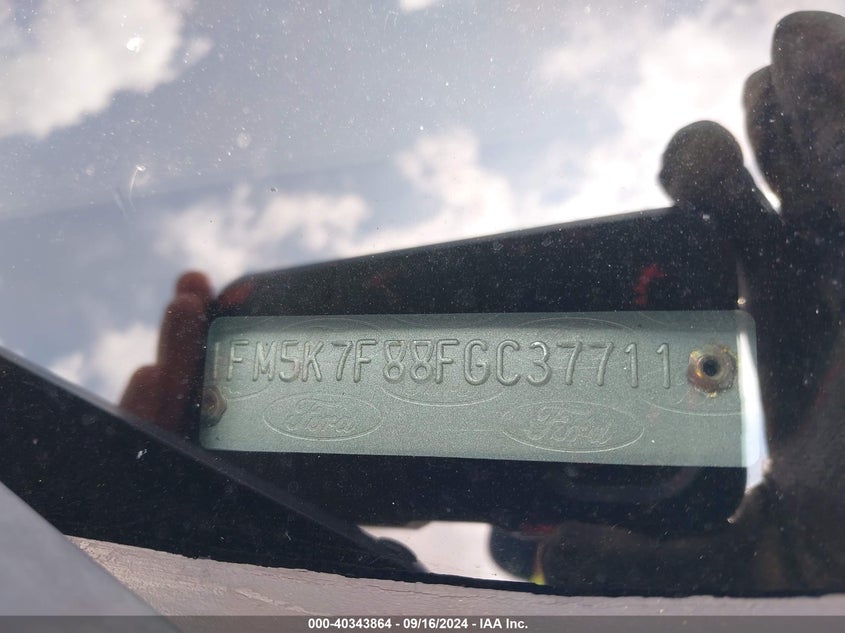 1FM5K7F88FGC37711
Ford Ford
000-40343864 - 09/16/2024 - IAA Inc.